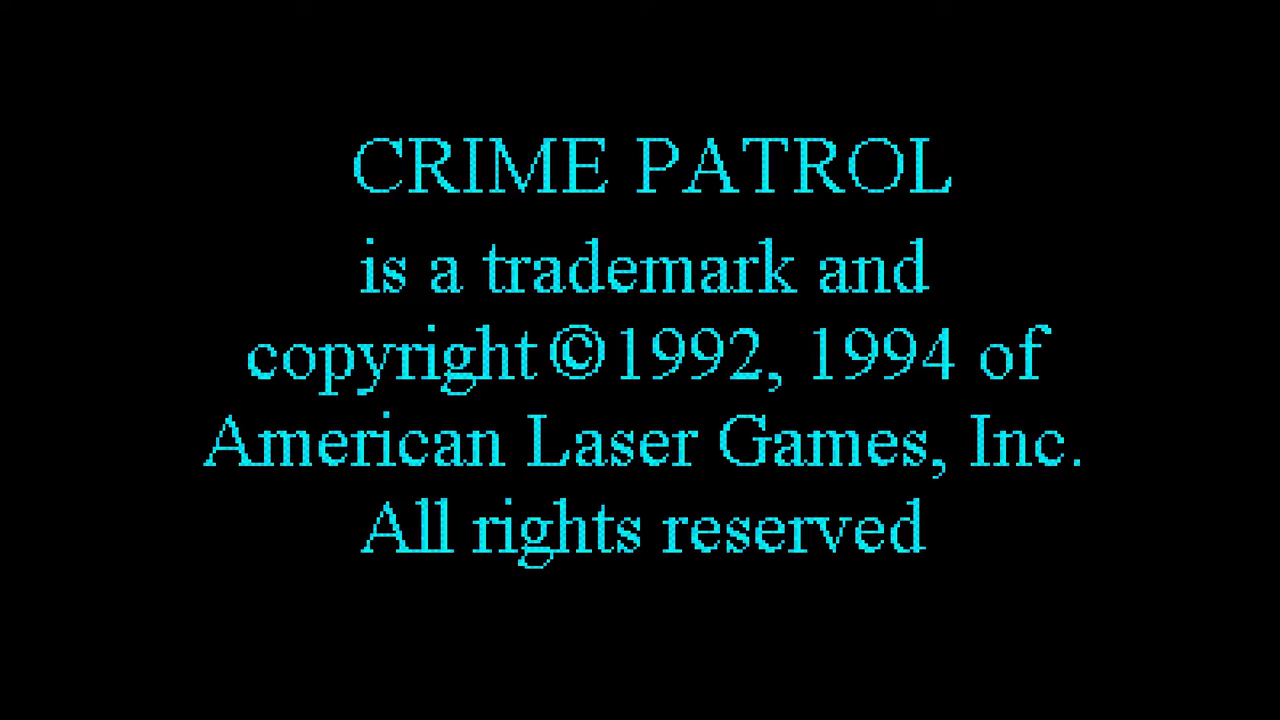 CRIME PATROL
is a trademark and
copyright ©1992, 1994 of
American Laser Games, Inc.
All rights reserved